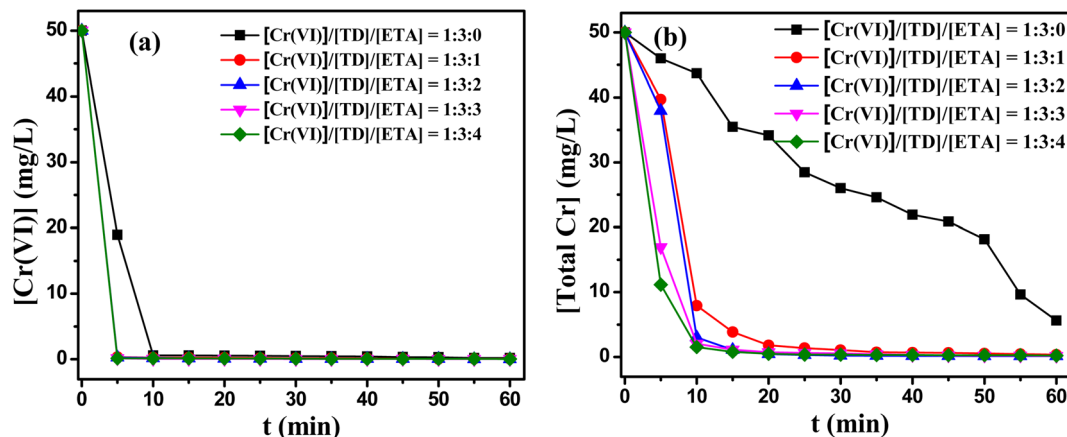 (a)
[Cr(VI)]/[TD]/[ETA] = 1:3:0
[Cr(VI)]/[TD]/[ETA] = 1:3:1
[Cr(VI)]/[TD]/[ETA] = 1:3:2
[Cr(VI)]/[TD]/[ETA] = 1:3:3
[Cr(VI)]/[TD]/[ETA] = 1:3:4
[Cr(VI)] (mg/L)
50
40
30
20
10
0
0 10 20 30 40 50 60
t (min)
(b)
[Cr(VI)]/[TD]/[ETA] = 1:3:0
[Cr(VI)]/[TD]/[ETA] = 1:3:1
[Cr(VI)]/[TD]/[ETA] = 1:3:2
[Cr(VI)]/[TD]/[ETA] = 1:3:3
[Cr(VI)]/[TD]/[ETA] = 1:3:4
[Total Cr] (mg/L)
50
40
30
20
10
0
0 10 20 30 40 50 60
t (min)